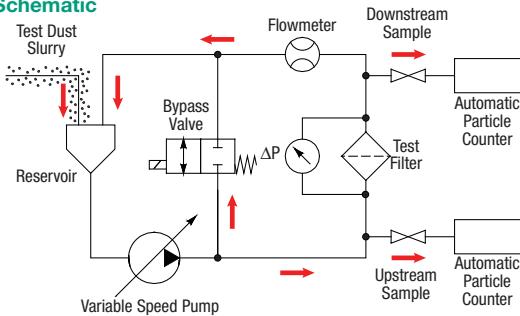 Schematic
Test Dust
Slurry
Flowmeter
Downstream
Sample
Bypass
Valve
ΔP
Test
Filter
Automatic
Particle
Counter
Reservoir
Variable Speed Pump
Upstream
Sample
Automatic
Particle
Counter